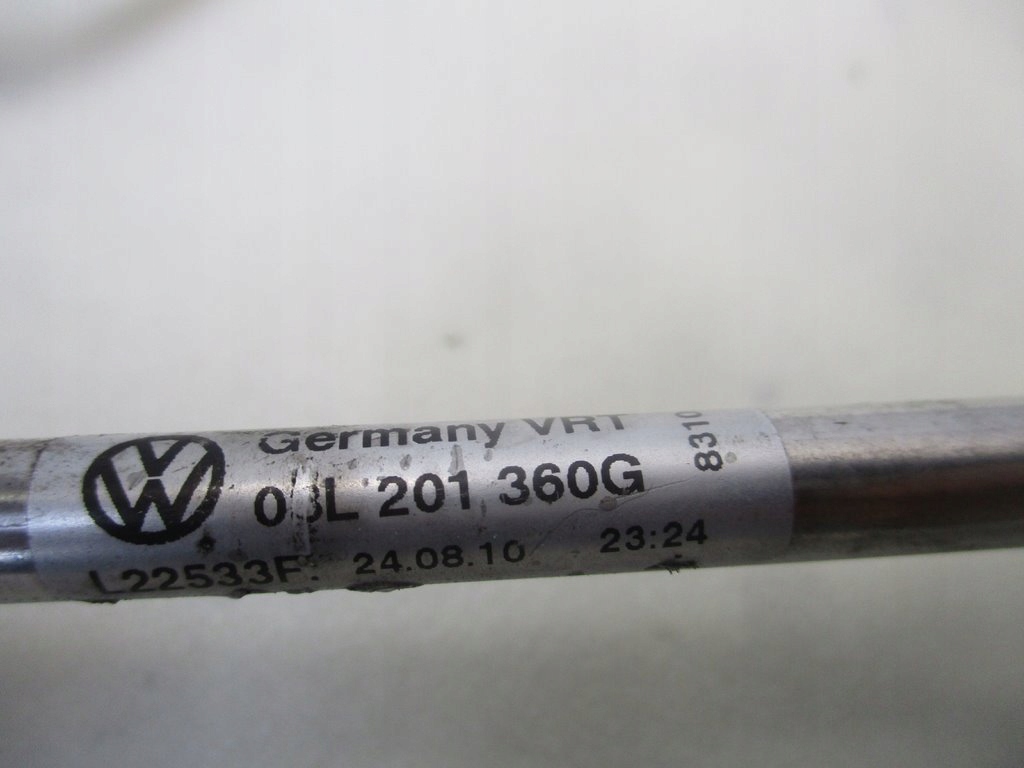 Germany VRT
03L 201 360G
8310
L22533F. 24.08.10 23:24